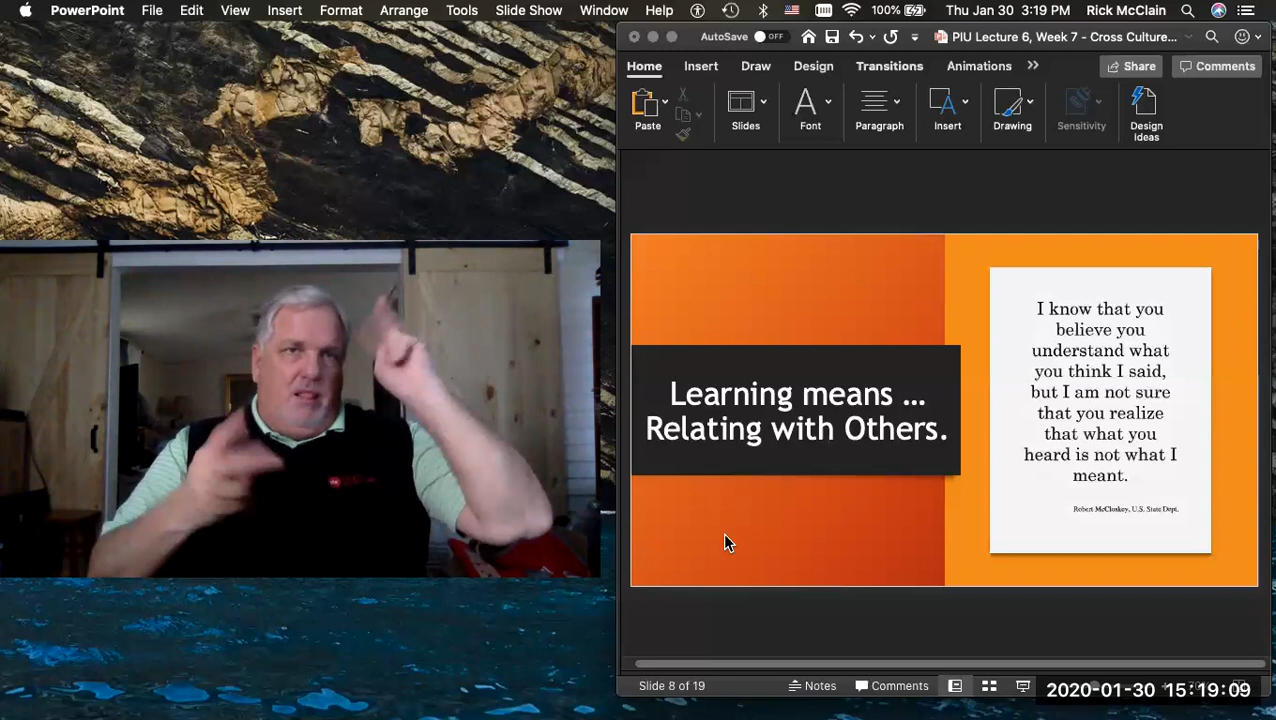 PowerPoint File Edit View Insert Format Arrange Tools Slide Show Window Help 100% Thu Jan 30 3:19 PM Rick McClain
AutoSave OFF PIU Lecture 6, Week 7 - Cross Culture...
Home Insert Draw Design Transitions Animations Share Comments
Paste Slides Font Paragraph Insert Drawing Sensitivity Design
Ideas
Learning means ...
Relating with Others.
I know that you
believe you
understand what
you think I said,
but I am not sure
that you realize
that what you
heard is not what I
meant.
Robert McCloskey, U.S. State Dept.
Slide 8 of 19 Notes Comments
2020-01-30 15:19:09